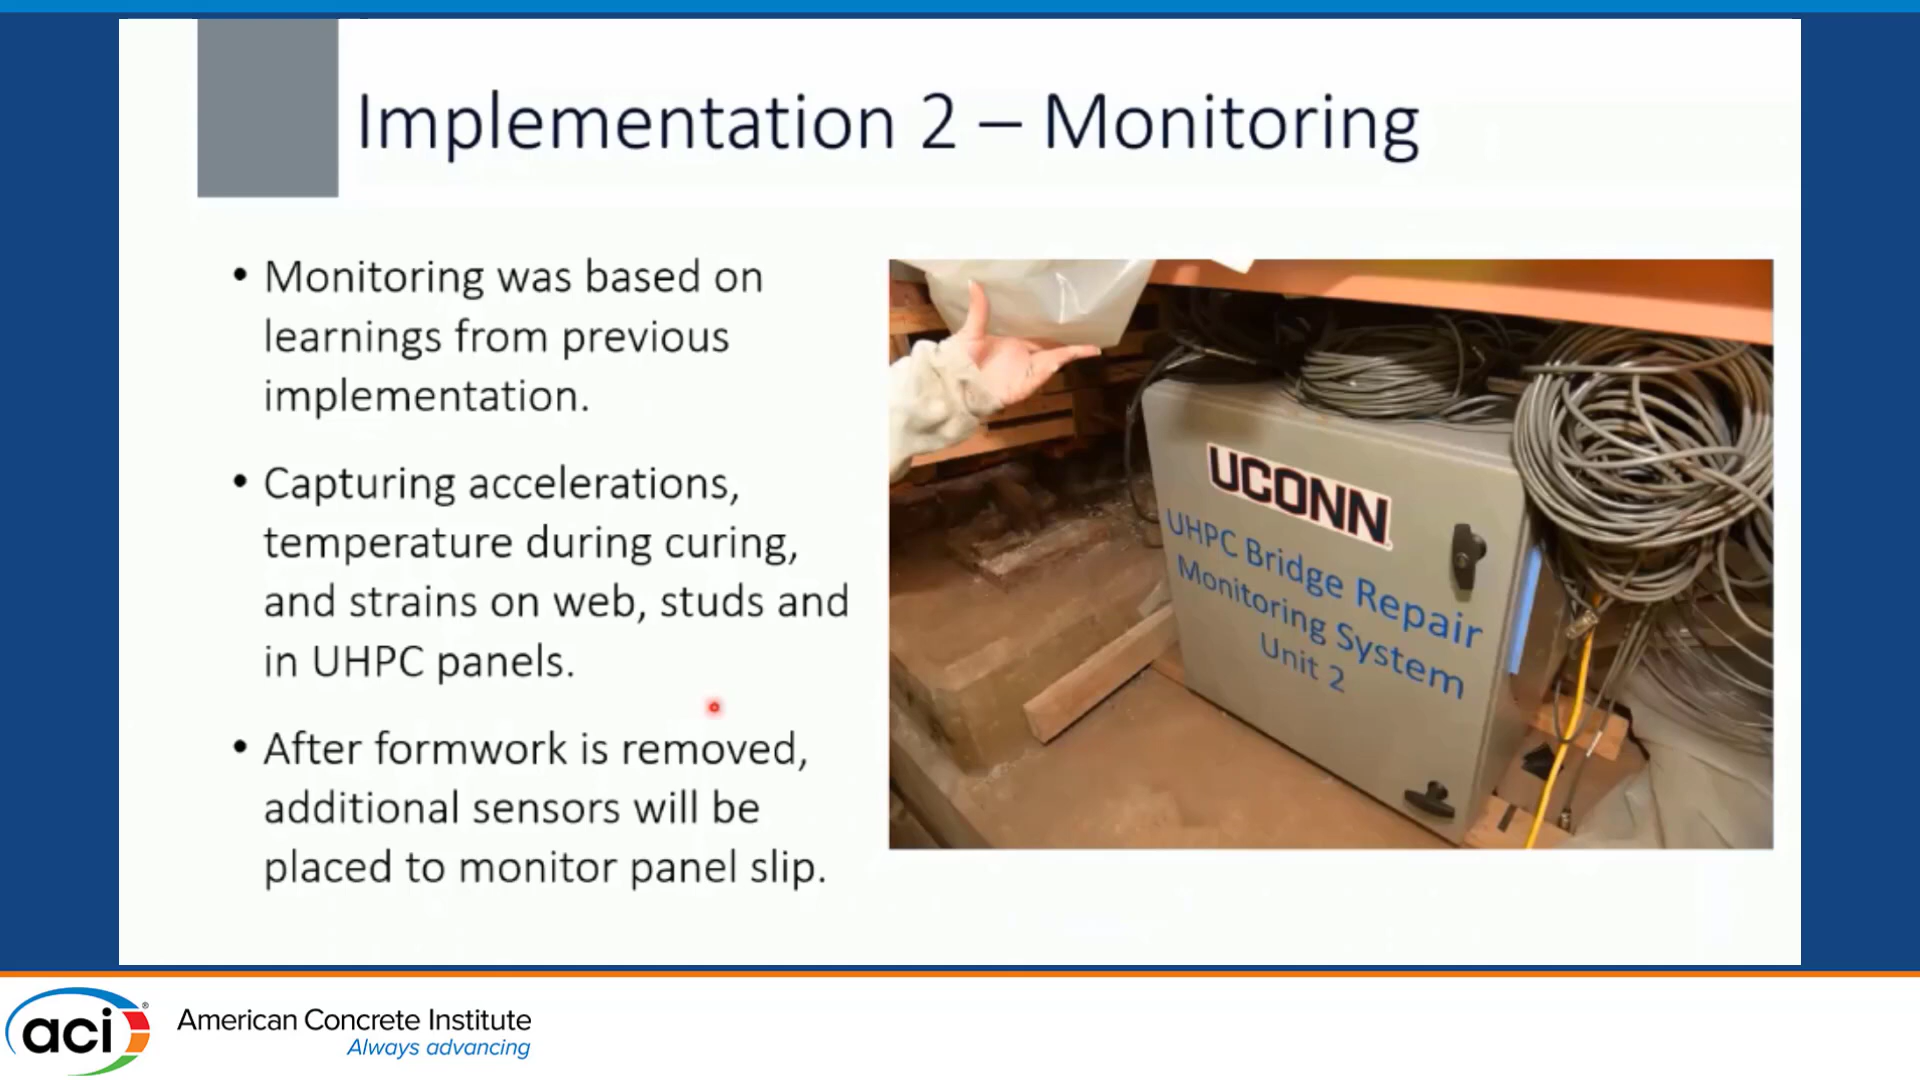 Implementation 2 – Monitoring
• Monitoring was based on
learnings from previous
implementation.
• Capturing accelerations,
temperature during curing,
and strains on web, studs and
in UHPC panels.
• After formwork is removed,
additional sensors will be
placed to monitor panel slip.
UCONN
UHPC Bridge Repair
Monitoring System
Unit 2
aci®
American Concrete Institute
Always advancing